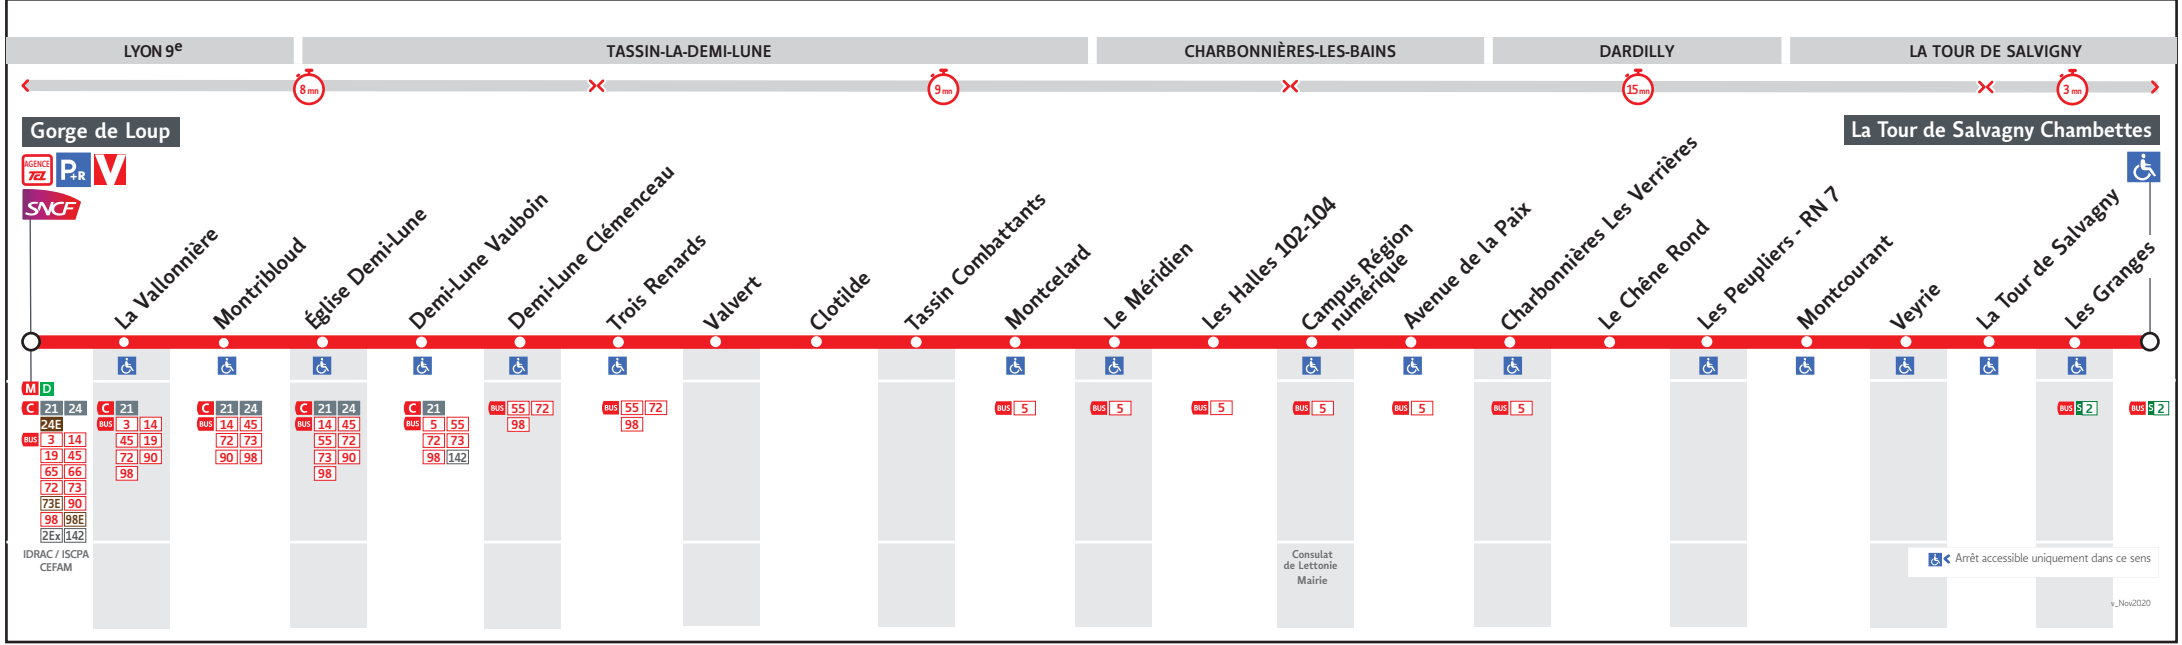 LYON 9e
TASSIN-LA-DEMI-LUNE
CHARBONNIÈRES-LES-BAINS
DARDILLY
LA TOUR DE SALVIGNY
8 mn
9 mn
15 mn
3 mn
Gorge de Loup
La Tour de Salvagny Chambettes
AGENCE
TCL
P+R
V
SNCF
La Vallonnière
Montribloud
Église Demi-Lune
Demi-Lune Vauboin
Demi-Lune Clémenceau
Trois Renards
Valvert
Clotilde
Tassin Combattants
Montcelard
Le Méridien
Les Halles 102-104
Campus Région
numérique
Avenue de la Paix
Charbonnières Les Verrières
Le Chêne Rond
Les Peupliers - RN 7
Montcourant
Veyrie
La Tour de Salvagny
Les Granges
M D
C 21 24
24E
BUS 3 14
19 45
65 66
72 73
73E 90
98 98E
2Ex 142
IDRAC / ISCPA
CEFAM
C 21
BUS 3 14
45 19
72 90
98
C 21 24
BUS 14 45
72 73
90 98
C 21 24
BUS 14 45
55 72
73 90
98
C 21
BUS 5 55
72 73
98 142
BUS 55 72
98
BUS 55 72
98
BUS 5
BUS 5
BUS 5
BUS 5
Consulat
de Lettonie
Mairie
BUS 5
BUS 5
BUS S2
BUS S2
Arrêt accessible uniquement dans ce sens
v_Nov2020